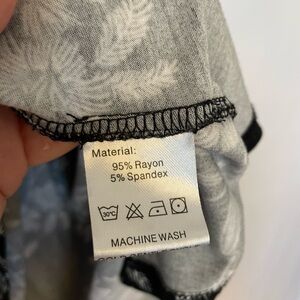 Material:
95% Rayon
5% Spandex
30°C
MACHINE WASH